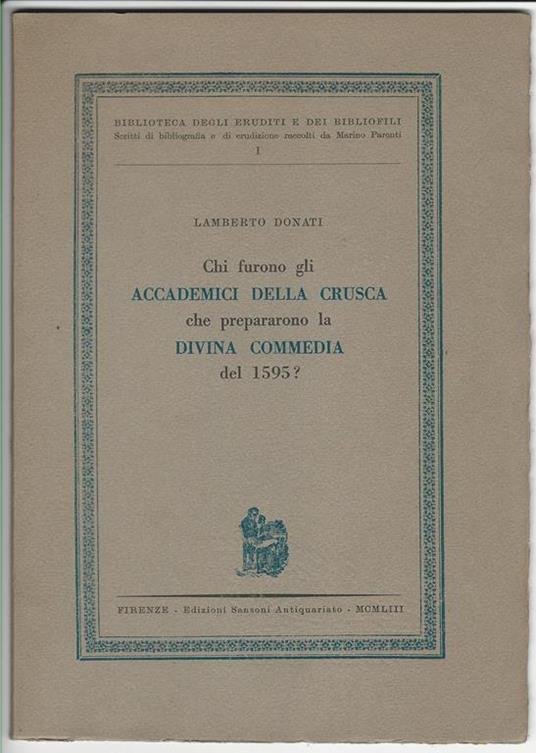 BIBLIOTECA DEGLI ERUDITI E DEI BIBLIOFILI
Scritti di bibliografia e di erudizione raccolti da Marino Parenti
I
LAMBERTO DONATI
Chi furono gli
ACCADEMICI DELLA CRUSCA
che prepararono la
DIVINA COMMEDIA
del 1595?
FIRENZE - Edizioni Sansoni Antiquariato - MCMLIII